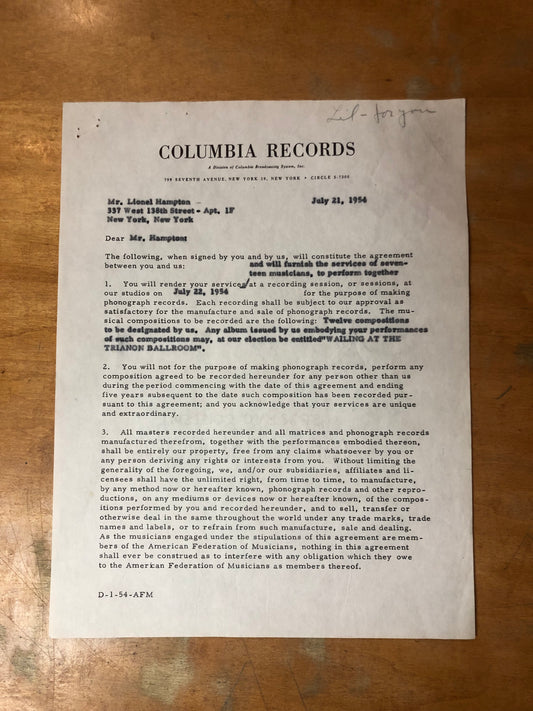 Lil - for you
COLUMBIA RECORDS
A Division of Columbia Broadcasting System, Inc.
799 SEVENTH AVENUE, NEW YORK 19, NEW YORK • CIRCLE 5-7300
Mr. Lionel Hampton - July 21, 1954
337 West 138th Street - Apt. 1F
New York, New York
Dear Mr. Hampton:
The following, when signed by you and by us, will constitute the agreement
between you and us: and will furnish the services of seven-
teen musicians, to perform together
1. You will render your services/at a recording session, or sessions, at
our studios on July 22, 1954 for the purpose of making
phonograph records. Each recording shall be subject to our approval as
satisfactory for the manufacture and sale of phonograph records. The mu-
sical compositions to be recorded are the following: Twelve compositions
to be designated by us. Any album issued by us embodying your performances
of such compositions may, at our election be entitled"WAILING AT THE
TRIANON BALLROOM".
2. You will not for the purpose of making phonograph records, perform any
composition agreed to be recorded hereunder for any person other than us
during the period commencing with the date of this agreement and ending
five years subsequent to the date such composition has been recorded pur-
suant to this agreement; and you acknowledge that your services are unique
and extraordinary.
3. All masters recorded hereunder and all matrices and phonograph records
manufactured therefrom, together with the performances embodied thereon,
shall be entirely our property, free from any claims whatsoever by you or
any person deriving any rights or interests from you. Without limiting the
generality of the foregoing, we, and/or our subsidiaries, affiliates and li-
censees shall have the unlimited right, from time to time, to manufacture,
by any method now or hereafter known, phonograph records and other repro-
ductions, on any mediums or devices now or hereafter known, of the compos-
itions performed by you and recorded hereunder, and to sell, transfer or
otherwise deal in the same throughout the world under any trade marks, trade
names and labels, or to refrain from such manufacture, sale and dealing.
As the musicians engaged under the stipulations of this agreement are mem-
bers of the American Federation of Musicians, nothing in this agreement
shall ever be construed as to interfere with any obligation which they owe
to the American Federation of Musicians as members thereof.
D-1-54-AFM